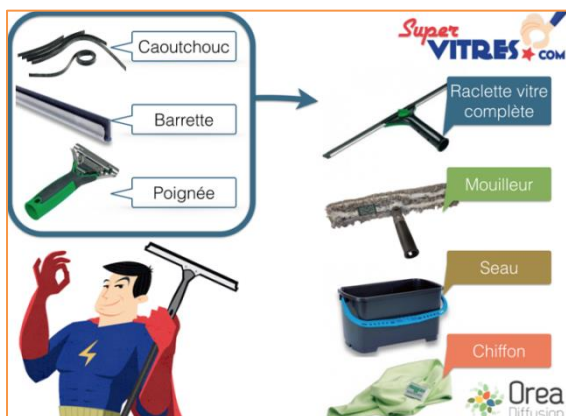 Caoutchouc
Barrette
Poignée
Super
VITRES.COM
Raclette vitre
complète
Mouilleur
Seau
Chiffon
Orea
Diffusion